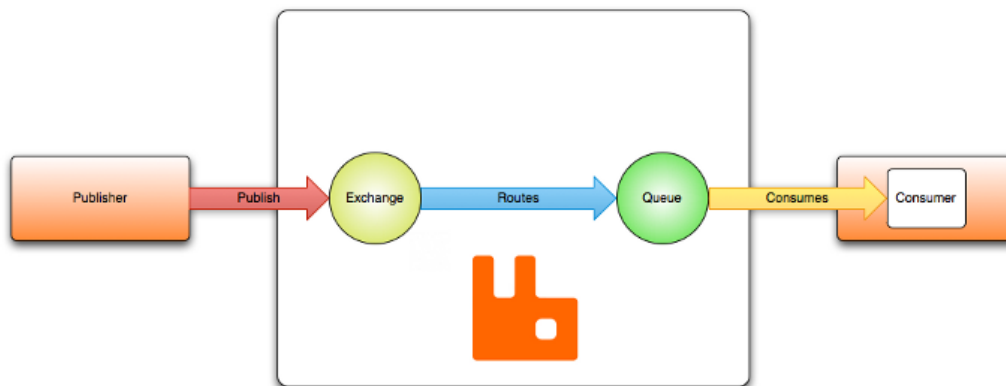 Publisher
Publish
Exchange
Routes
Queue
Consumes
Consumer